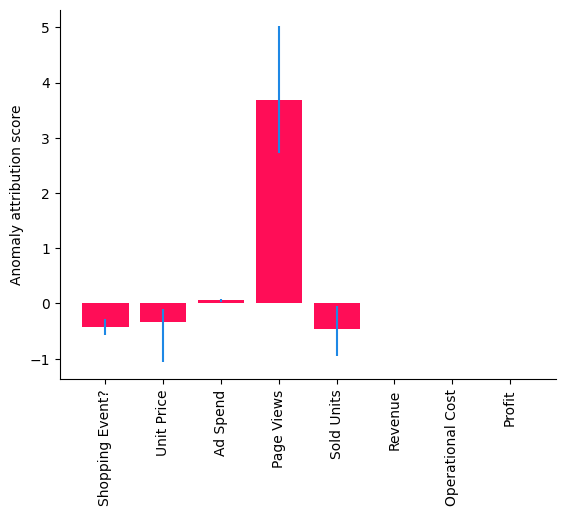 Anomaly attribution score
5
4
3
2
1
0
−1
Shopping Event?
Unit Price
Ad Spend
Page Views
Sold Units
Revenue
Operational Cost
Profit